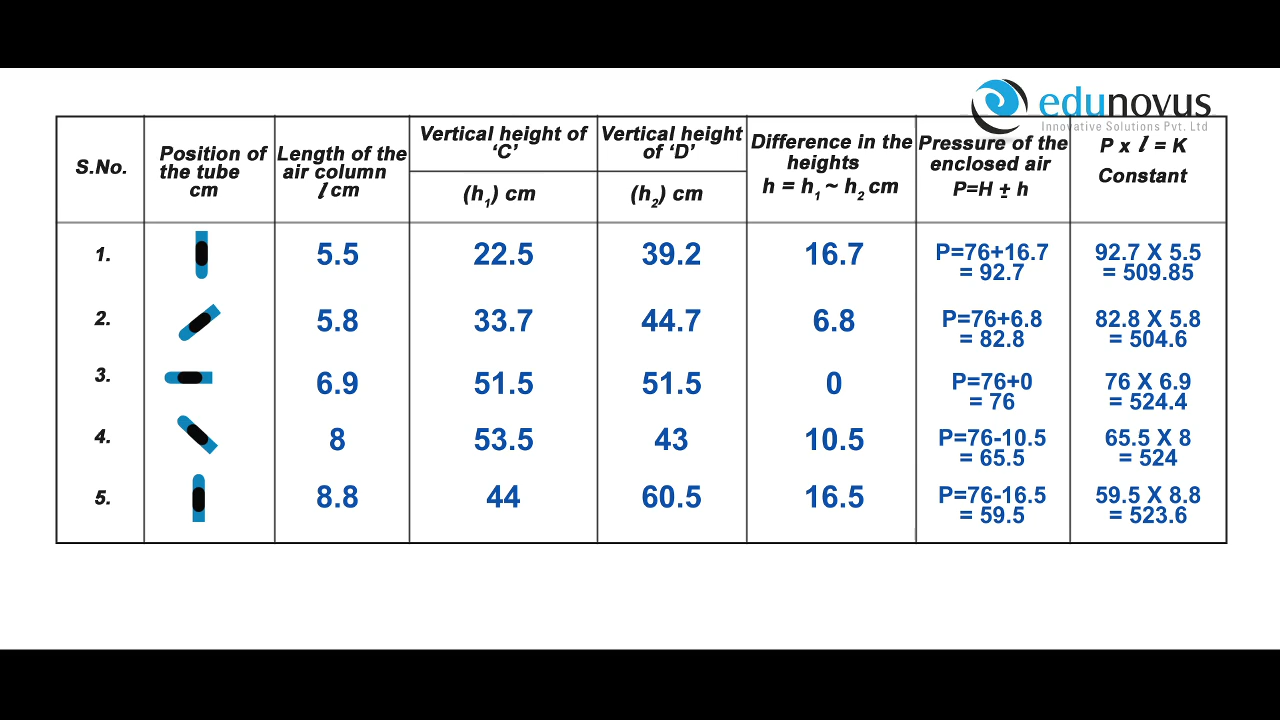 edunovus
Innovative Solutions Pvt. Ltd
S.No.
Position of
the tube
cm
Length of the
air column
l cm
Vertical height of
‘C’
(h₁) cm
Vertical height
of ‘D’
(h₂) cm
Difference in the
heights
h = h₁ ~ h₂ cm
Pressure of the
enclosed air
P=H ± h
P x l = K
Constant
1.
5.5
22.5
39.2
16.7
P=76+16.7
= 92.7
92.7 X 5.5
= 509.85
2.
5.8
33.7
44.7
6.8
P=76+6.8
= 82.8
82.8 X 5.8
= 504.6
3.
6.9
51.5
51.5
0
P=76+0
= 76
76 X 6.9
= 524.4
4.
8
53.5
43
10.5
P=76-10.5
= 65.5
65.5 X 8
= 524
5.
8.8
44
60.5
16.5
P=76-16.5
= 59.5
59.5 X 8.8
= 523.6